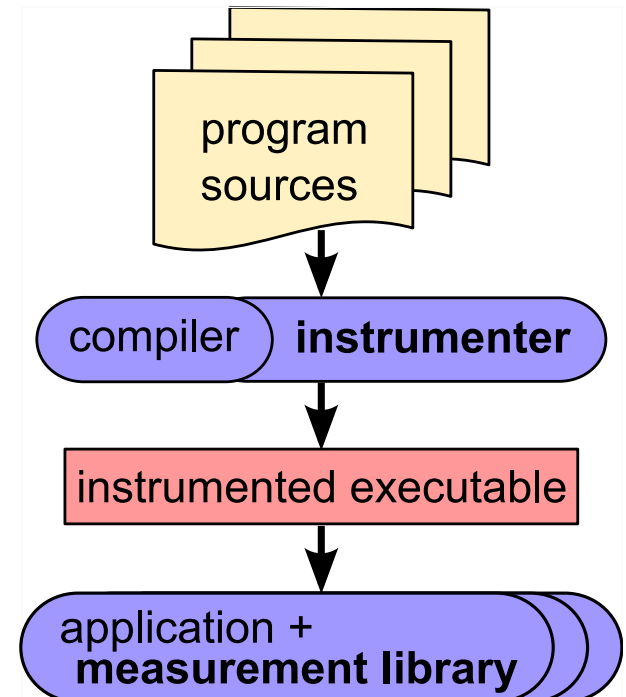 program
sources
compiler
instrumenter
instrumented executable
application +
measurement library